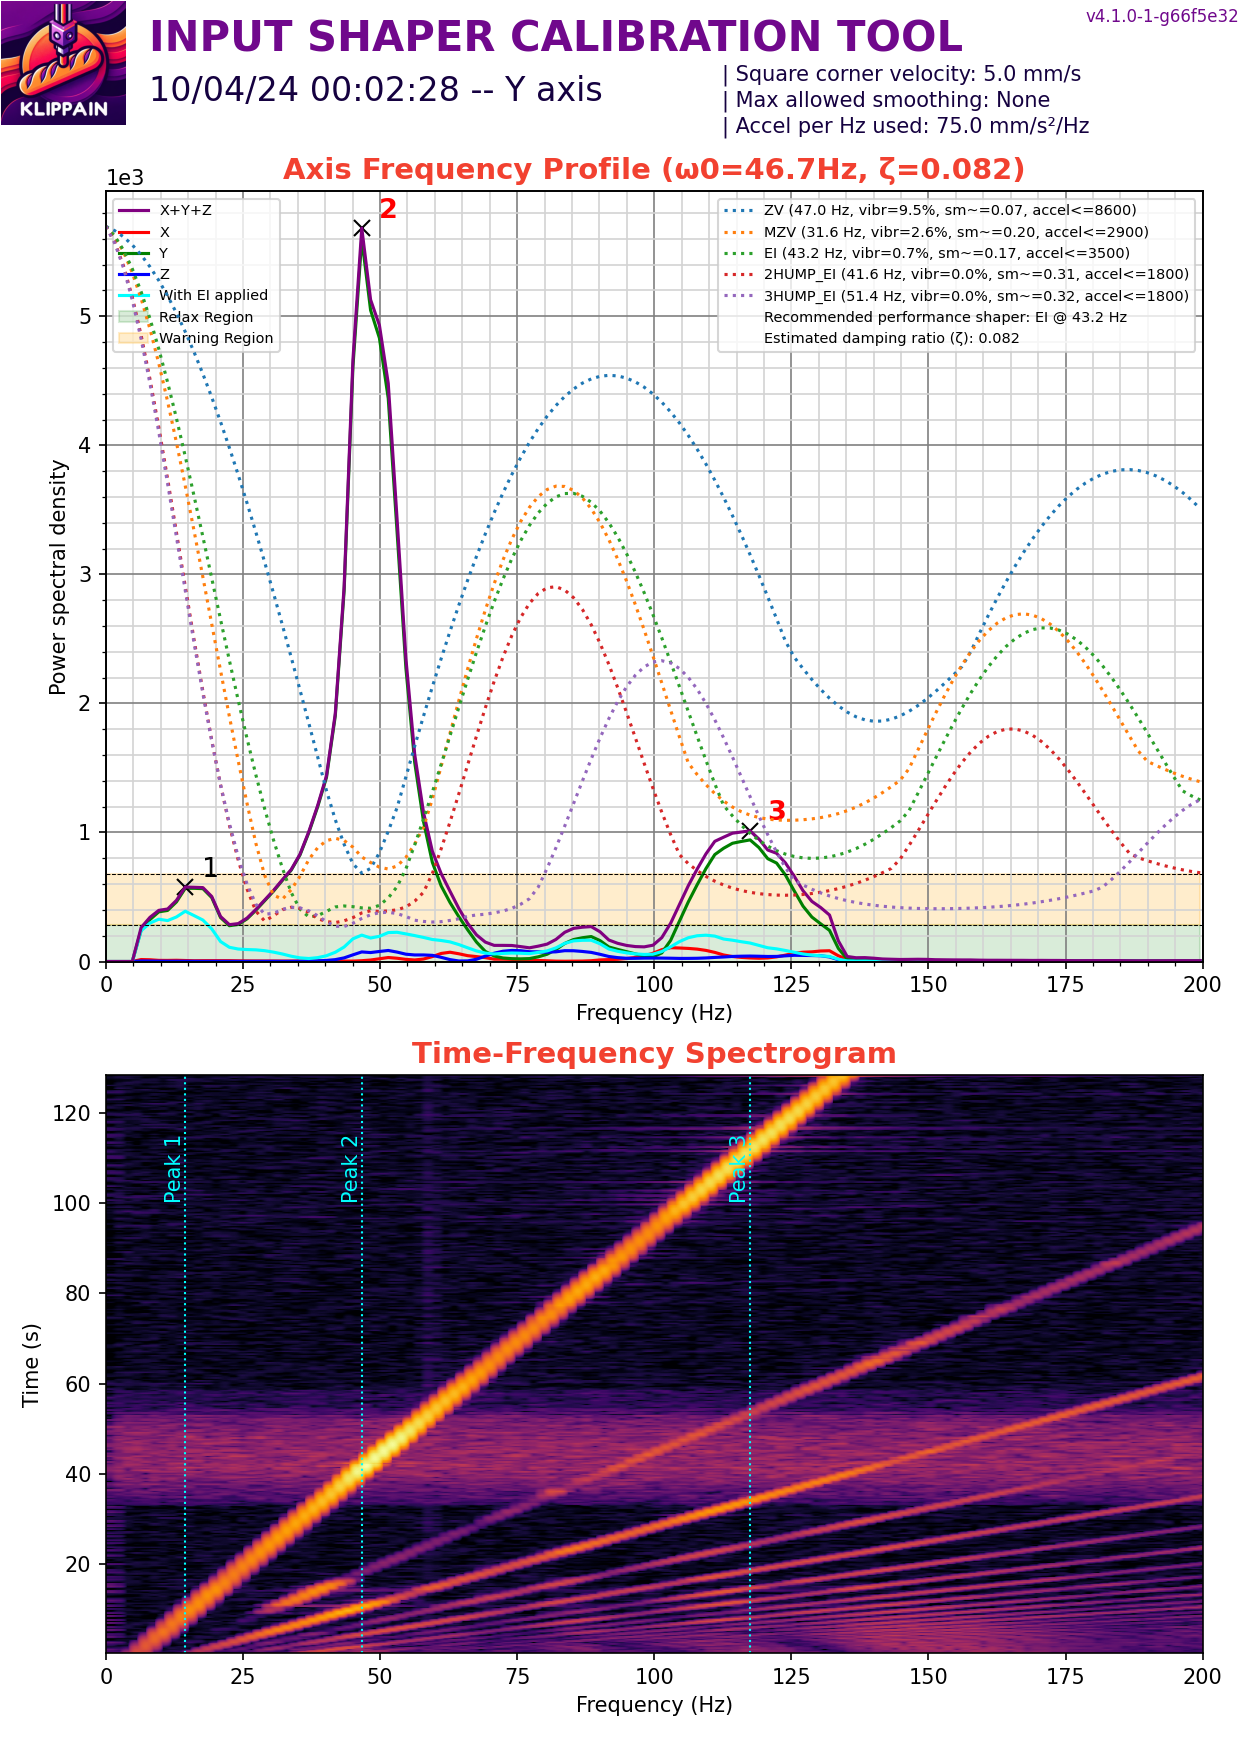 v4.1.0-1-g66f5e32
INPUT SHAPER CALIBRATION TOOL
10/04/24 00:02:28 -- Y axis
| Square corner velocity: 5.0 mm/s
| Max allowed smoothing: None
| Accel per Hz used: 75.0 mm/s²/Hz
KLIPPAIN
Axis Frequency Profile (ω0=46.7Hz, ζ=0.082)
1e3
X+Y+Z
X
Y
Z
With EI applied
Relax Region
Warning Region
ZV (47.0 Hz, vibr=9.5%, sm~=0.07, accel<=8600)
MZV (31.6 Hz, vibr=2.6%, sm~=0.20, accel<=2900)
EI (43.2 Hz, vibr=0.7%, sm~=0.17, accel<=3500)
2HUMP_EI (41.6 Hz, vibr=0.0%, sm~=0.31, accel<=1800)
3HUMP_EI (51.4 Hz, vibr=0.0%, sm~=0.32, accel<=1800)
Recommended performance shaper: EI @ 43.2 Hz
Estimated damping ratio (ζ): 0.082
Power spectral density
5
4
3
2
1
0
1
2
3
0 25 50 75 100 125 150 175 200
Frequency (Hz)
Time-Frequency Spectrogram
Time (s)
120
100
80
60
40
20
Peak 1
Peak 2
Peak 3
0 25 50 75 100 125 150 175 200
Frequency (Hz)